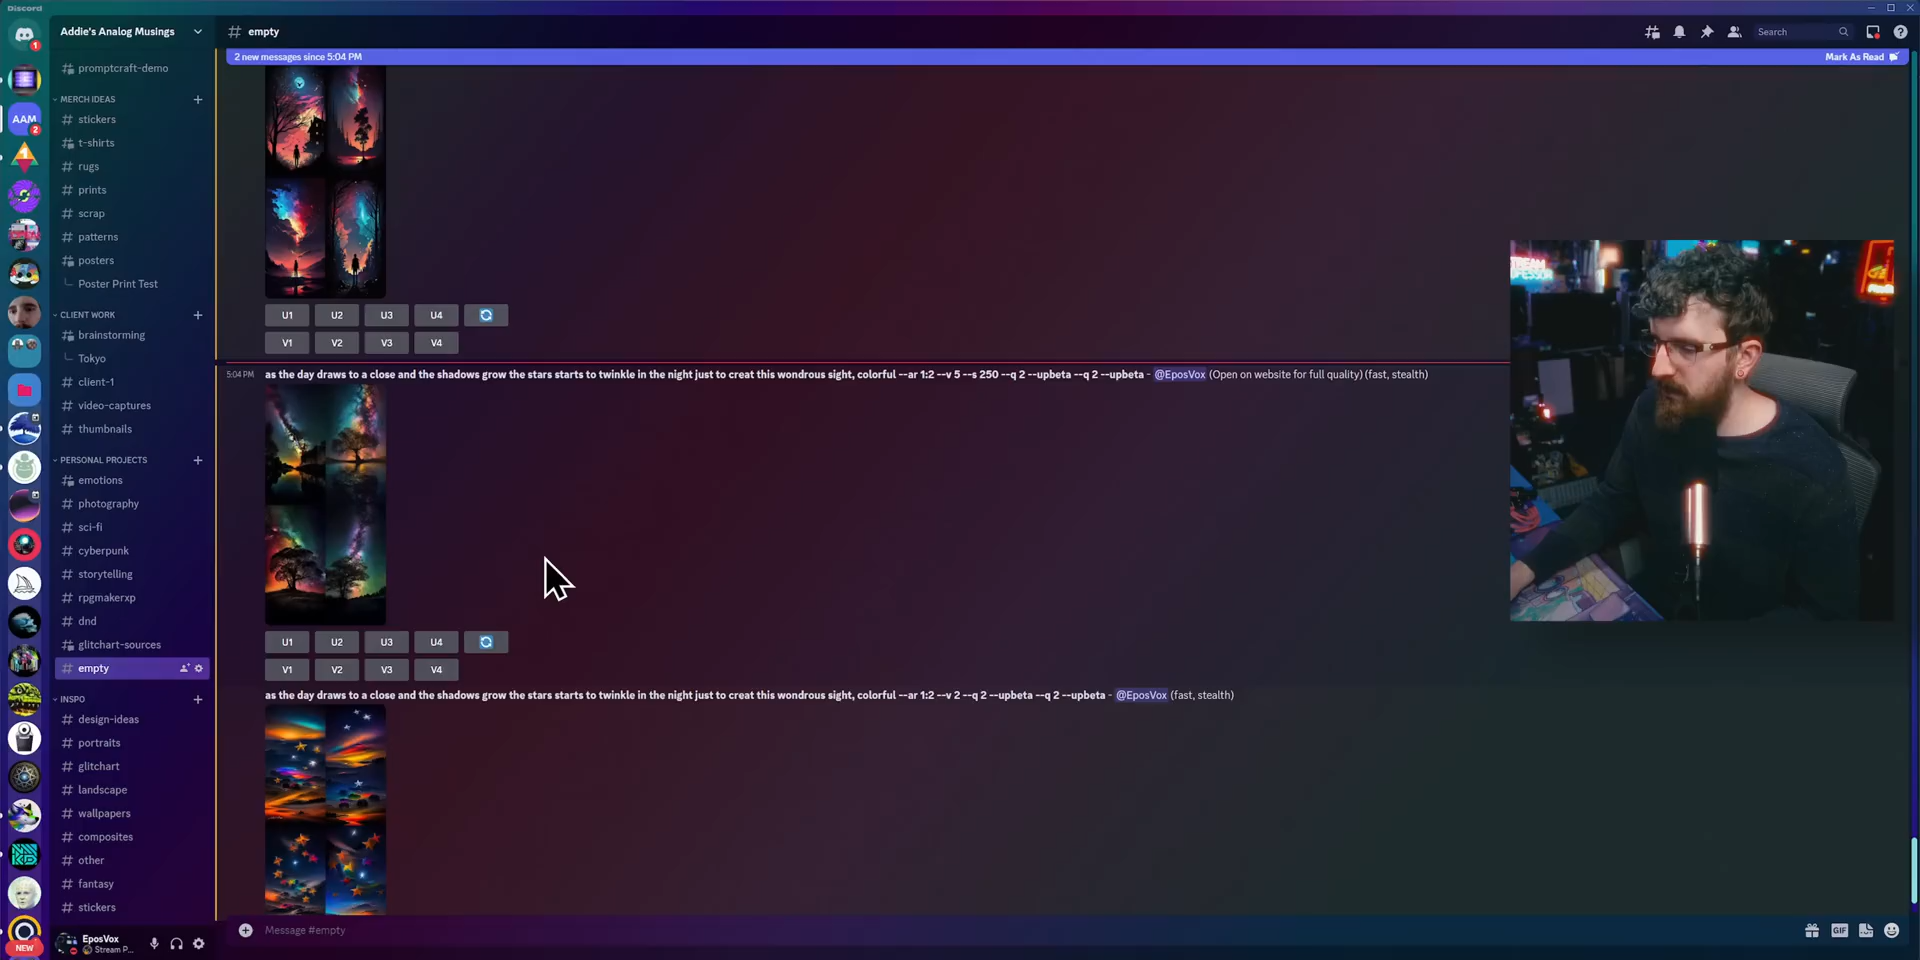 Discord
Addie's Analog Musings
empty
Search
2 new messages since 5:04 PM
Mark As Read
1
AAM
2
NEW
promptcraft-demo
MERCH IDEAS
stickers
t-shirts
rugs
prints
scrap
patterns
posters
Poster Print Test
CLIENT WORK
brainstorming
Tokyo
client-1
video-captures
thumbnails
PERSONAL PROJECTS
emotions
photography
sci-fi
cyberpunk
storytelling
rpgmakerxp
dnd
glitchart-sources
empty
INSPO
design-ideas
portraits
glitchart
landscape
wallpapers
composites
other
fantasy
stickers
EposVox
Stream P...
U1 U2 U3 U4
V1 V2 V3 V4
5:04 PM as the day draws to a close and the shadows grow the stars starts to twinkle in the night just to creat this wondrous sight, colorful --ar 1:2 --v 5 --s 250 --q 2 --upbeta --q 2 --upbeta - @EposVox (Open on website for full quality) (fast, stealth)
U1 U2 U3 U4
V1 V2 V3 V4
as the day draws to a close and the shadows grow the stars starts to twinkle in the night just to creat this wondrous sight, colorful --ar 1:2 --v 2 --q 2 --upbeta --q 2 --upbeta - @EposVox (fast, stealth)
Message #empty
GIF